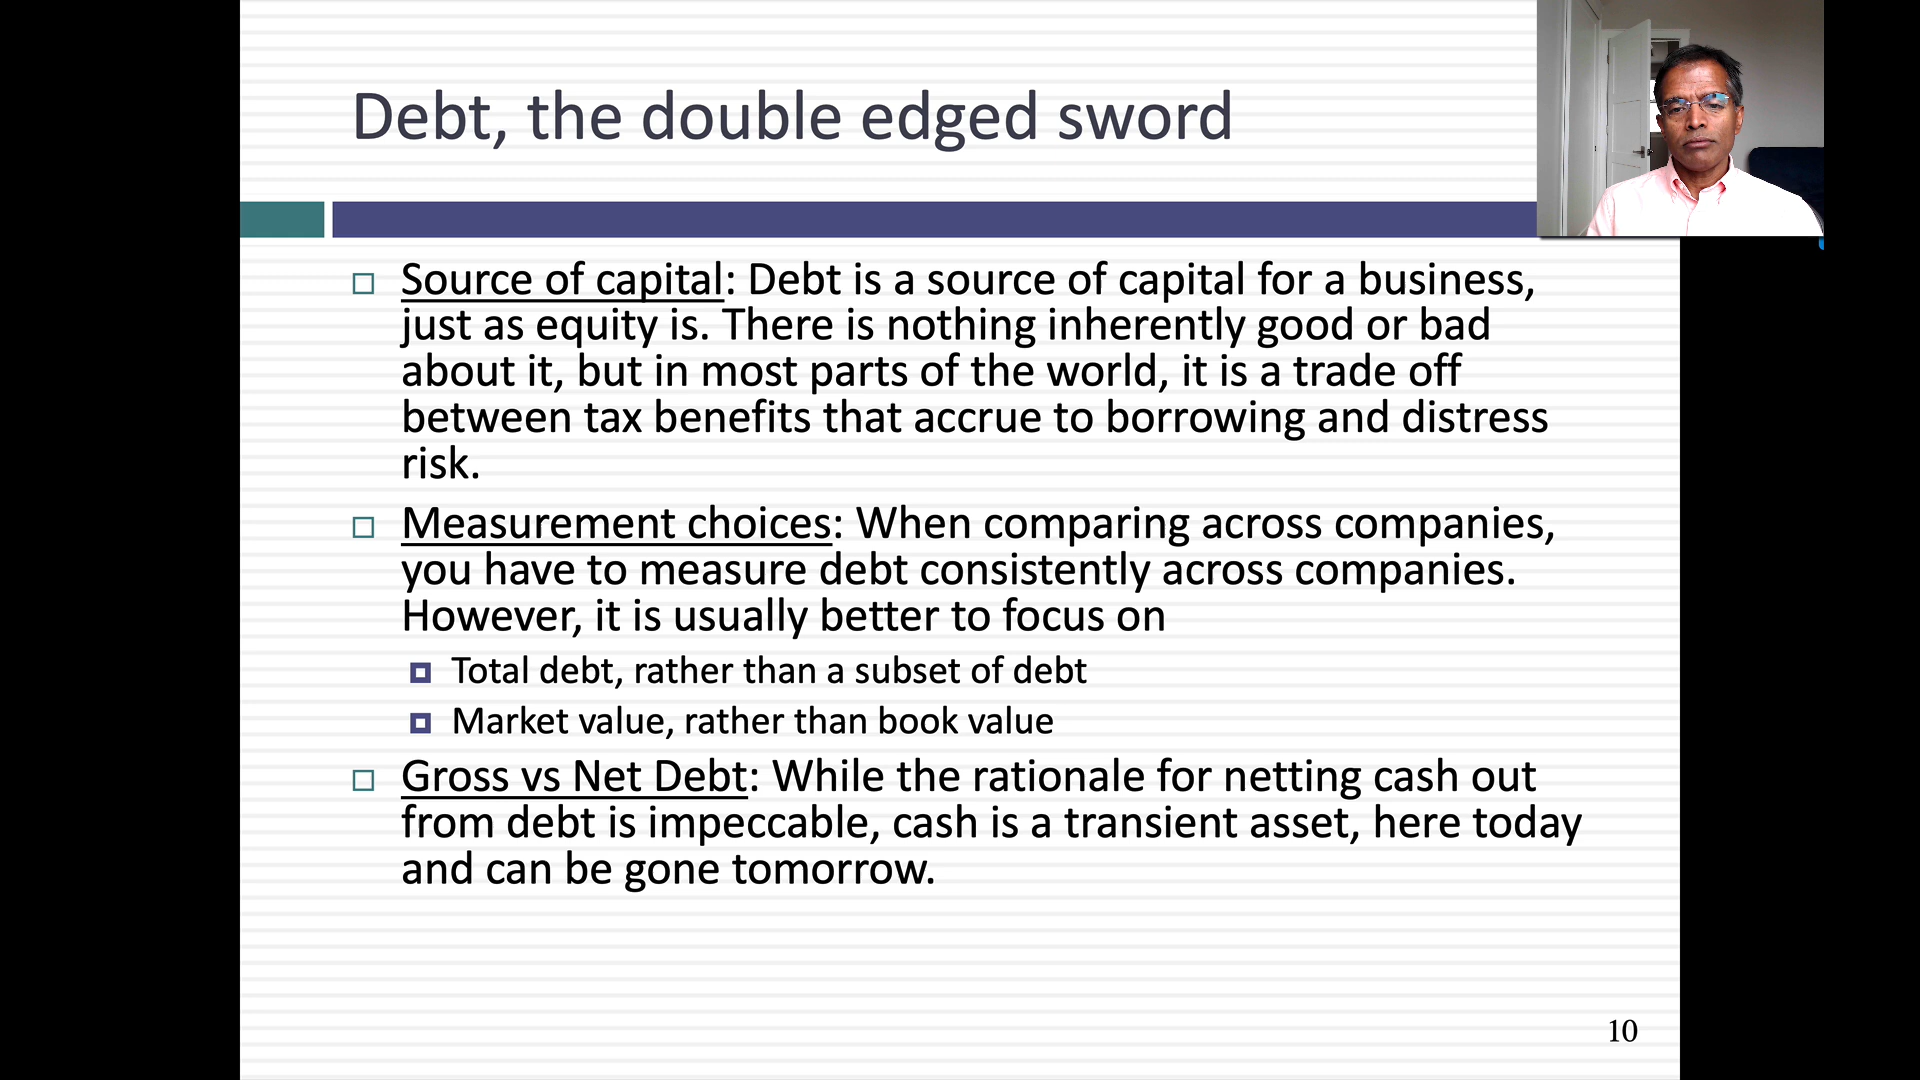 Debt, the double edged sword
Source of capital: Debt is a source of capital for a business,
just as equity is. There is nothing inherently good or bad
about it, but in most parts of the world, it is a trade off
between tax benefits that accrue to borrowing and distress
risk.
Measurement choices: When comparing across companies,
you have to measure debt consistently across companies.
However, it is usually better to focus on
Total debt, rather than a subset of debt
Market value, rather than book value
Gross vs Net Debt: While the rationale for netting cash out
from debt is impeccable, cash is a transient asset, here today
and can be gone tomorrow.
10